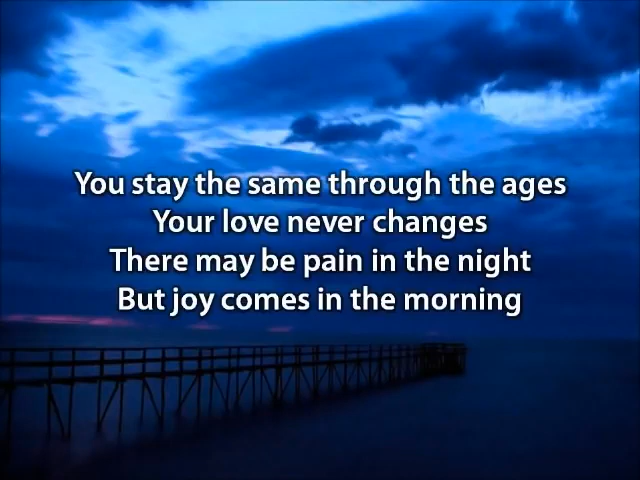 You stay the same through the ages
Your love never changes
There may be pain in the night
But joy comes in the morning